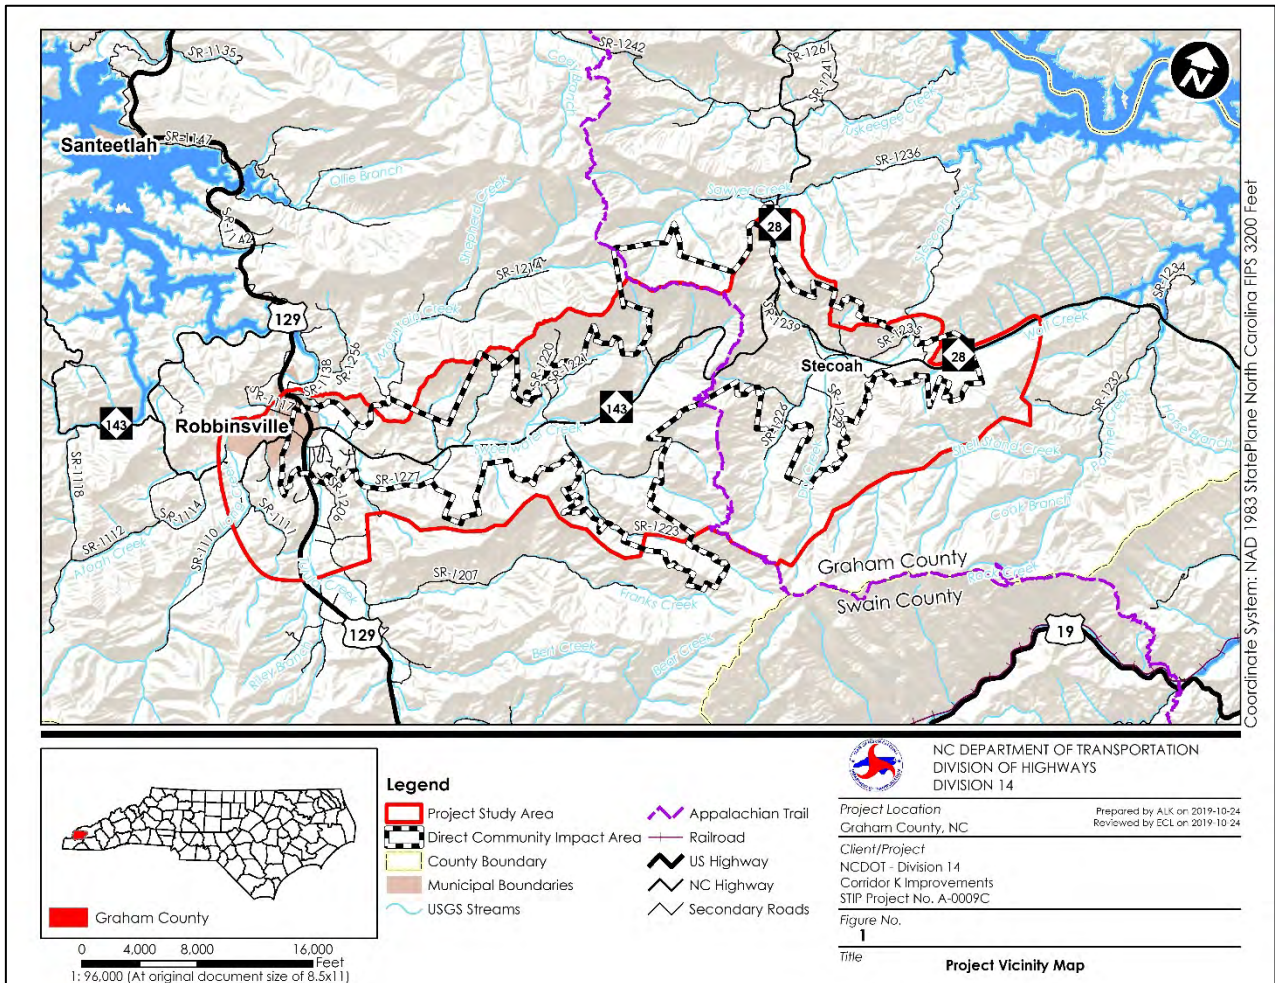 SR-1135
SR-1242
SR-1267
SR-1241
Santeetlah
SR-1147
Ollie Branch
Tuskeegee Creek
SR-1236
Sawyer Creek
Stecoah Creek
SR-1142
SR-1214
28
SR-1234
129
Mountain Creek
SR-1239
SR-1235
Wolf Creek
SR-1138
SR-1256
SR-1220
SR-1221
Stecoah
28
SR-1117
143
Robbinsville
143
SR-1232
SR-1226
SR-1229
SR-1118
SR-1277
SR-1206
SR-1114
SR-1111
SR-1112
SR-1110
Atoah Creek
SR-1223
Cook Branch
SR-1207
Franks Creek
Graham County
Rock Creek
Swain County
129
19
Bert Creek
Bear Creek
Coordinate System: NAD 1983 StatePlane North Carolina FIPS 3200 Feet
N
Graham County
0 4,000 8,000 16,000
Feet
1: 96,000 (At original document size of 8.5x11)
Legend
Project Study Area
Direct Community Impact Area
County Boundary
Municipal Boundaries
USGS Streams
Appalachian Trail
Railroad
US Highway
NC Highway
Secondary Roads
NC DEPARTMENT OF TRANSPORTATION
DIVISION OF HIGHWAYS
DIVISION 14
Project Location
Graham County, NC
Prepared by ALK on 2019-10-24
Reviewed by ECL on 2019-10-24
Client/Project
NCDOT - Division 14
Corridor K Improvements
STIP Project No. A-0009C
Figure No.
1
Title
Project Vicinity Map